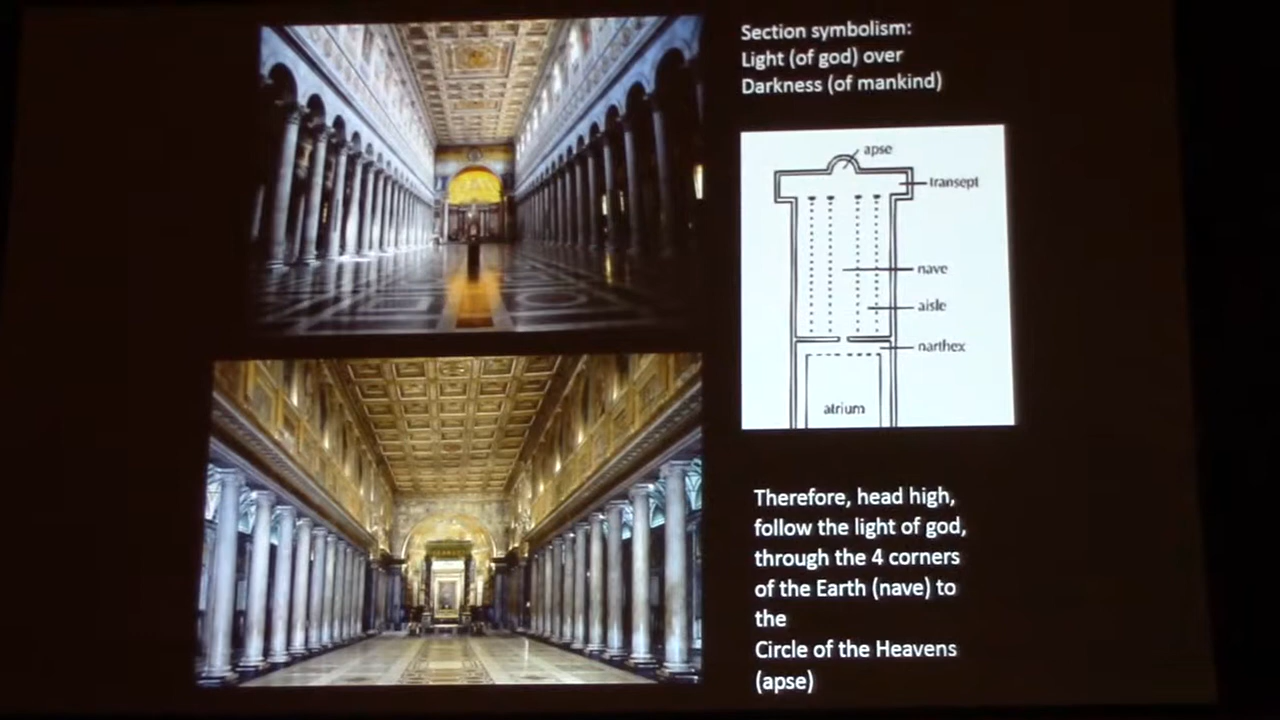 Section symbolism:
Light (of god) over
Darkness (of mankind)
apse
transept
nave
aisle
narthex
atrium
Therefore, head high,
follow the light of god,
through the 4 corners
of the Earth (nave) to
the
Circle of the Heavens
(apse)